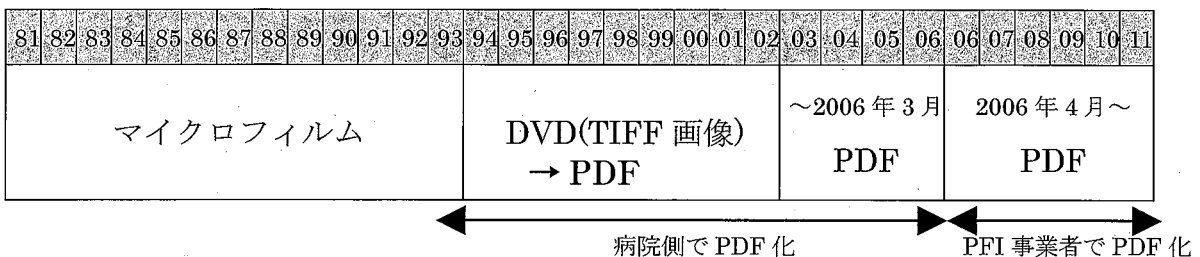 81 82 83 84 85 86 87 88 89 90 91 92 93 94 95 96 97 98 99 00 01 02 03 04 05 06 06 07 08 09 10 11
マイクロフィルム
DVD(TIFF 画像)
→ PDF
～2006 年 3 月
PDF
2006 年 4 月～
PDF
病院側で PDF 化
PFI 事業者で PDF 化